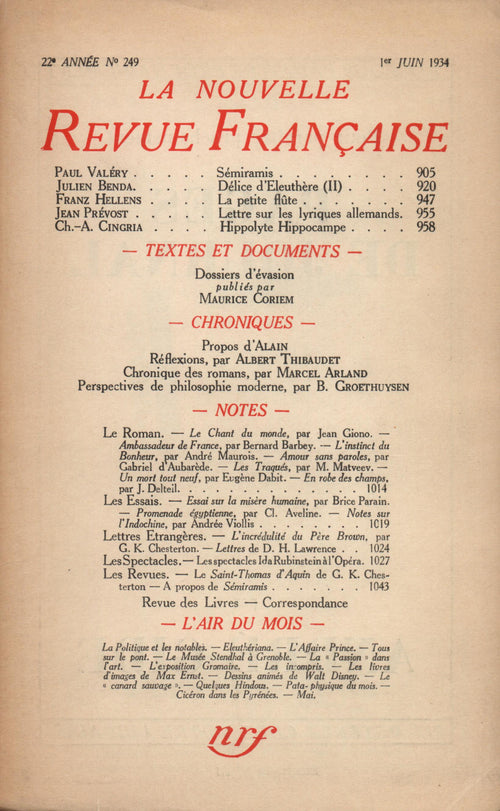 22e ANNÉE No 249 1er JUIN 1934
LA NOUVELLE
REVUE FRANÇAISE
PAUL VALÉRY . . . . . Sémiramis . . . . . . . . 905
JULIEN BENDA. . . . . Délice d'Eleuthère (II) . . . . 920
FRANZ HELLENS . . . . La petite flûte . . . . . . 947
JEAN PRÉVOST . . . . . Lettre sur les lyriques allemands. 955
CH.-A. CINGRIA . . . . Hippolyte Hippocampe . . . . 958
— TEXTES ET DOCUMENTS —
Dossiers d'évasion
publiés par
MAURICE CORIEM
— CHRONIQUES —
Propos d'ALAIN
Réflexions, par ALBERT THIBAUDET
Chronique des romans, par MARCEL ARLAND
Perspectives de philosophie moderne, par B. GROETHUYSEN
— NOTES —
Le Roman. — Le Chant du monde, par Jean Giono. —
Ambassadeur de France, par Bernard Barbey. — L'instinct du
Bonheur, par André Maurois. — Amour sans paroles, par
Gabriel d'Aubarède. — Les Traqués, par M. Matveev. —
Un mort tout neuf, par Eugène Dabit. — En robe des champs,
par J. Delteil. . . . . . . . . . . . . . . . . 1014
Les Essais. — Essai sur la misère humaine, par Brice Parain.
— Promenade égyptienne, par Cl. Aveline. — Notes sur
l'Indochine, par Andrée Viollis . . . . . . . . 1019
Lettres Etrangères. — L'incrédulité du Père Brown, par
G. K. Chesterton. — Lettres de D. H. Lawrence . . 1024
Les Spectacles. — Les spectacles Ida Rubinstein à l'Opéra. 1027
Les Revues. — Le Saint-Thomas d'Aquin de G. K. Ches-
terton — A propos de Sémiramis . . . . . . . 1043
Revue des Livres — Correspondance
— L'AIR DU MOIS —
La Politique et les notables. — Eleuthériana. — L'Affaire Prince. — Tous
sur le pont. — Le Musée Stendhal à Grenoble. — La « Passion » dans
l'art. — L'exposition Gromaire. — Les incompris. — Les livres
d'images de Max Ernst. — Dessins animés de Walt Disney. — Le
« canard sauvage ». — Quelques Hindous. — Pata-physique du mois. —
Cicéron dans les Pyrénées. — Mai.
nrf